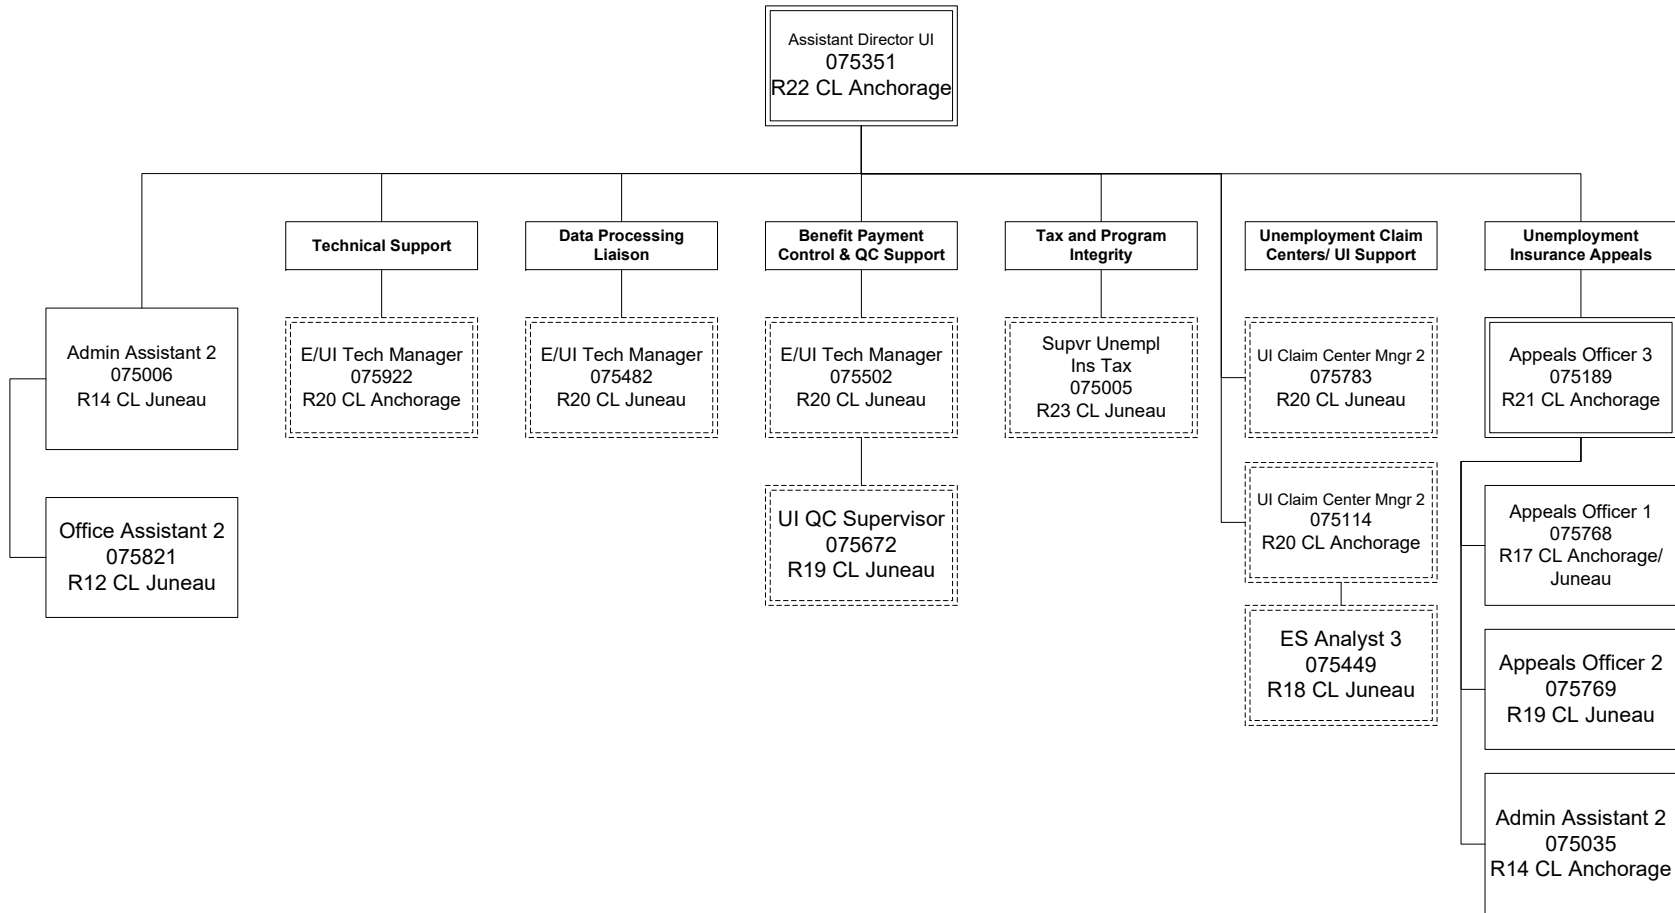 Assistant Director UI
075351
R22 CL Anchorage
Technical Support
Data Processing
Liaison
Benefit Payment
Control & QC Support
Tax and Program
Integrity
Unemployment Claim
Centers/ UI Support
Unemployment
Insurance Appeals
Admin Assistant 2
075006
R14 CL Juneau
E/UI Tech Manager
075922
R20 CL Anchorage
E/UI Tech Manager
075482
R20 CL Juneau
E/UI Tech Manager
075502
R20 CL Juneau
Supvr Unempl
Ins Tax
075005
R23 CL Juneau
UI Claim Center Mngr 2
075783
R20 CL Juneau
Appeals Officer 3
075189
R21 CL Anchorage
Office Assistant 2
075821
R12 CL Juneau
UI QC Supervisor
075672
R19 CL Juneau
UI Claim Center Mngr 2
075114
R20 CL Anchorage
Appeals Officer 1
075768
R17 CL Anchorage/
Juneau
ES Analyst 3
075449
R18 CL Juneau
Appeals Officer 2
075769
R19 CL Juneau
Admin Assistant 2
075035
R14 CL Anchorage